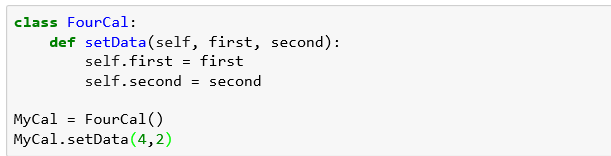 class FourCal:
    def setData(self, first, second):
        self.first = first
        self.second = second

MyCal = FourCal()
MyCal.setData(4,2)